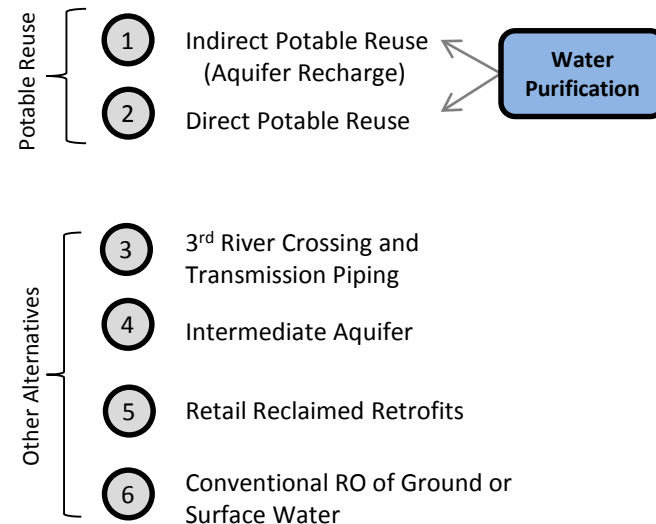 Potable Reuse
1
Indirect Potable Reuse
(Aquifer Recharge)
2
Direct Potable Reuse
Water
Purification
Other Alternatives
3
3rd River Crossing and
Transmission Piping
4
Intermediate Aquifer
5
Retail Reclaimed Retrofits
6
Conventional RO of Ground or
Surface Water